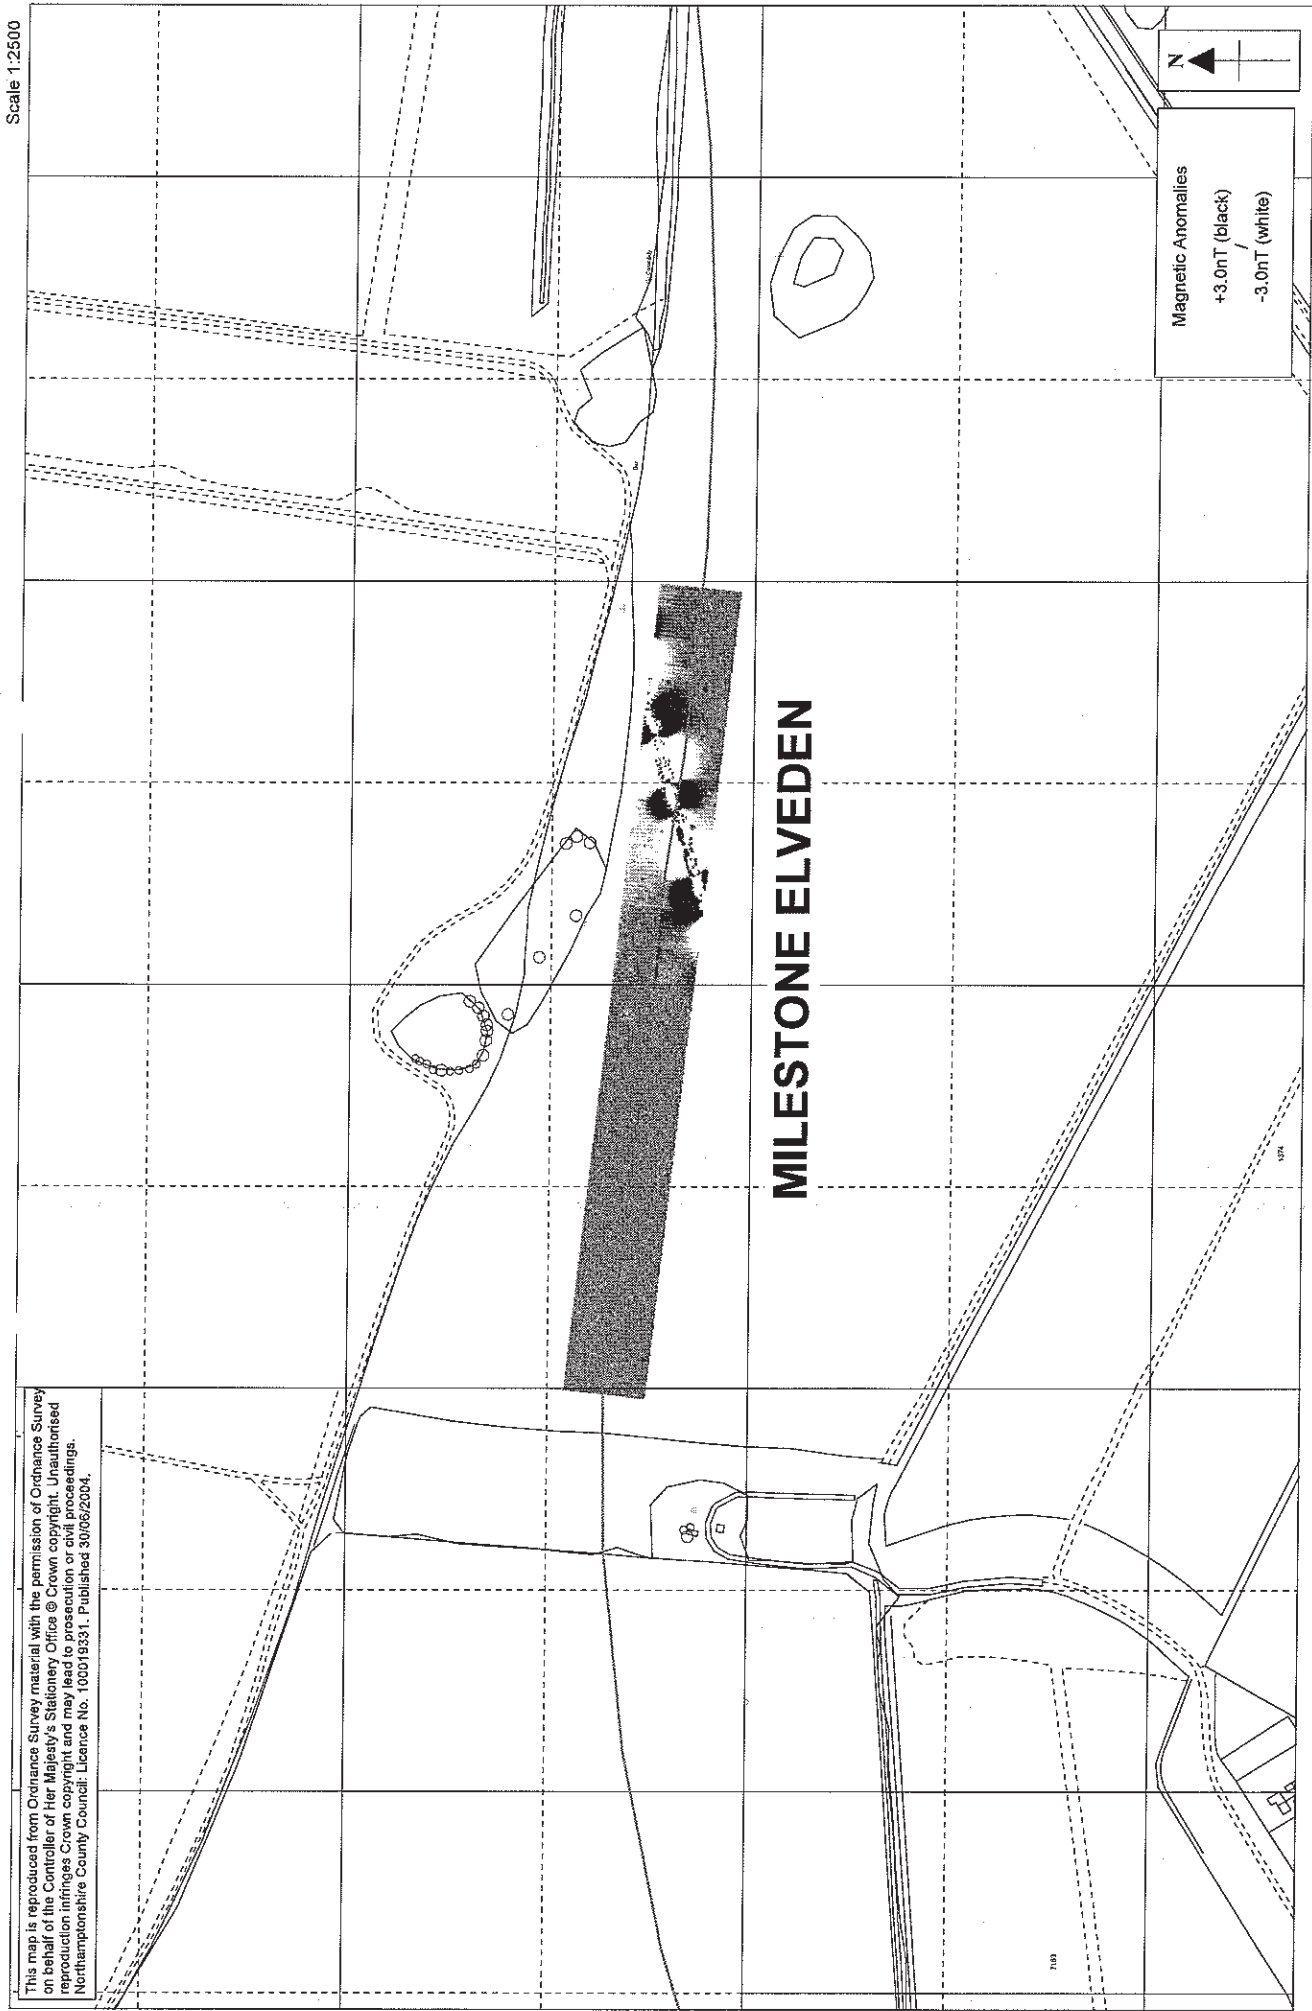 Scale 1:2500
This map is reproduced from Ordnance Survey material with the permission of Ordnance Survey
on behalf of the Controller of Her Majesty's Stationery Office © Crown copyright. Unauthorised
reproduction infringes Crown copyright and may lead to prosecution or civil proceedings.
Northamptonshire County Council: Licence No. 100019331. Published 30/06/2004.
MILESTONE ELVEDEN
N
Magnetic Anomalies
+3.0nT (black)
/
-3.0nT (white)
7163